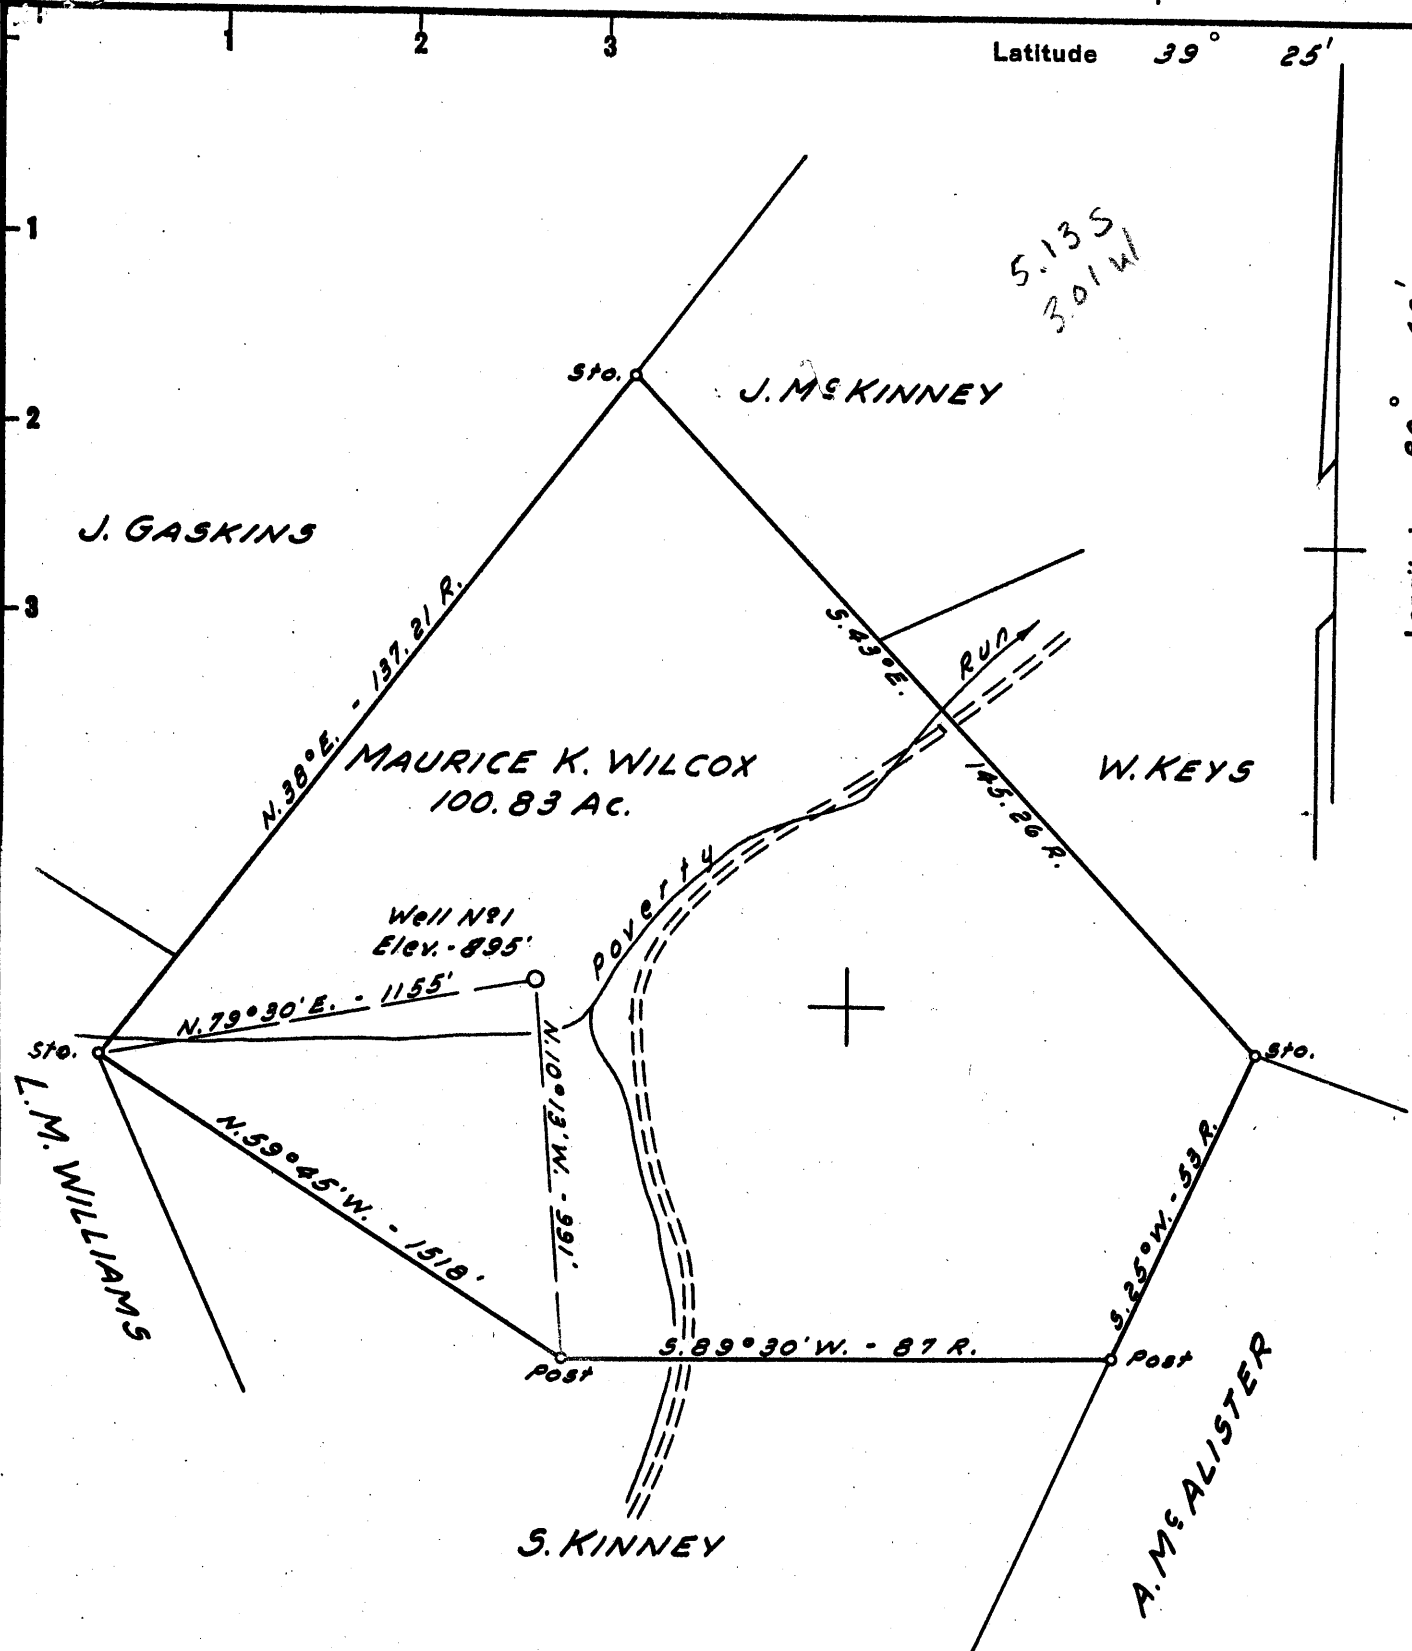 1 2 3
Latitude 39° 25'
1
2
3
5.13 S
3.01 W
Sto.
J. McKINNEY
J. GASKINS
N. 38° E. - 137.21 R.
S. 43° E.
145.26 R.
Run
MAURICE K. WILCOX
100.83 Ac.
W. KEYS
Well No1
Elev. - 895'
Poverty
N. 79° 30' E. - 1155'
Sto.
Sto.
L. M. WILLIAMS
N. 10° 13' W. - 991'
N. 59° 45' W. - 1518'
S. 25° W. - 53 R.
S. 89° 30' W. - 87 R.
Post
Post
S. KINNEY
A. McALISTER